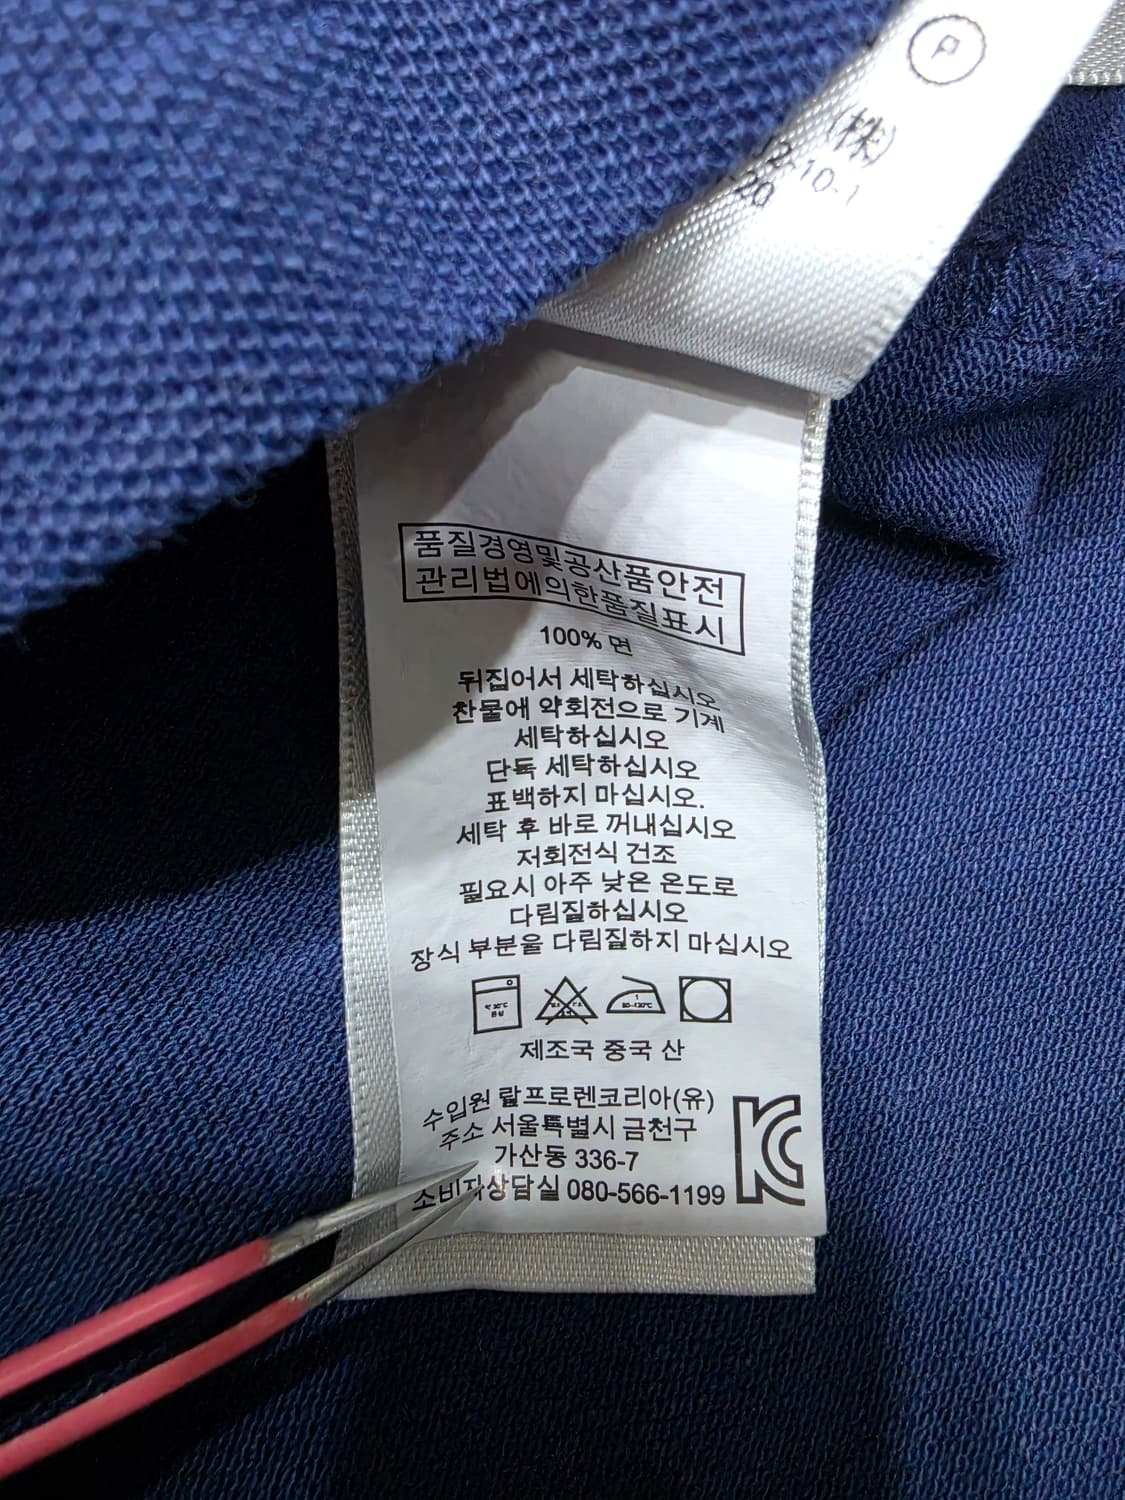 P
(株)
10-1
20
품질경영및공산품안전
관리법에의한품질표시
100% 면
뒤집어서 세탁하십시오
찬물에 약회전으로 기계
세탁하십시오
단독 세탁하십시오
표백하지 마십시오.
세탁 후 바로 꺼내십시오
저회전식 건조
필요시 아주 낮은 온도로
다림질하십시오
장식 부분을 다림질하지 마십시오
제조국 중국 산
수입원 랄프로렌코리아(유)
주소 서울특별시 금천구
가산동 336-7
소비자상담실 080-566-1199